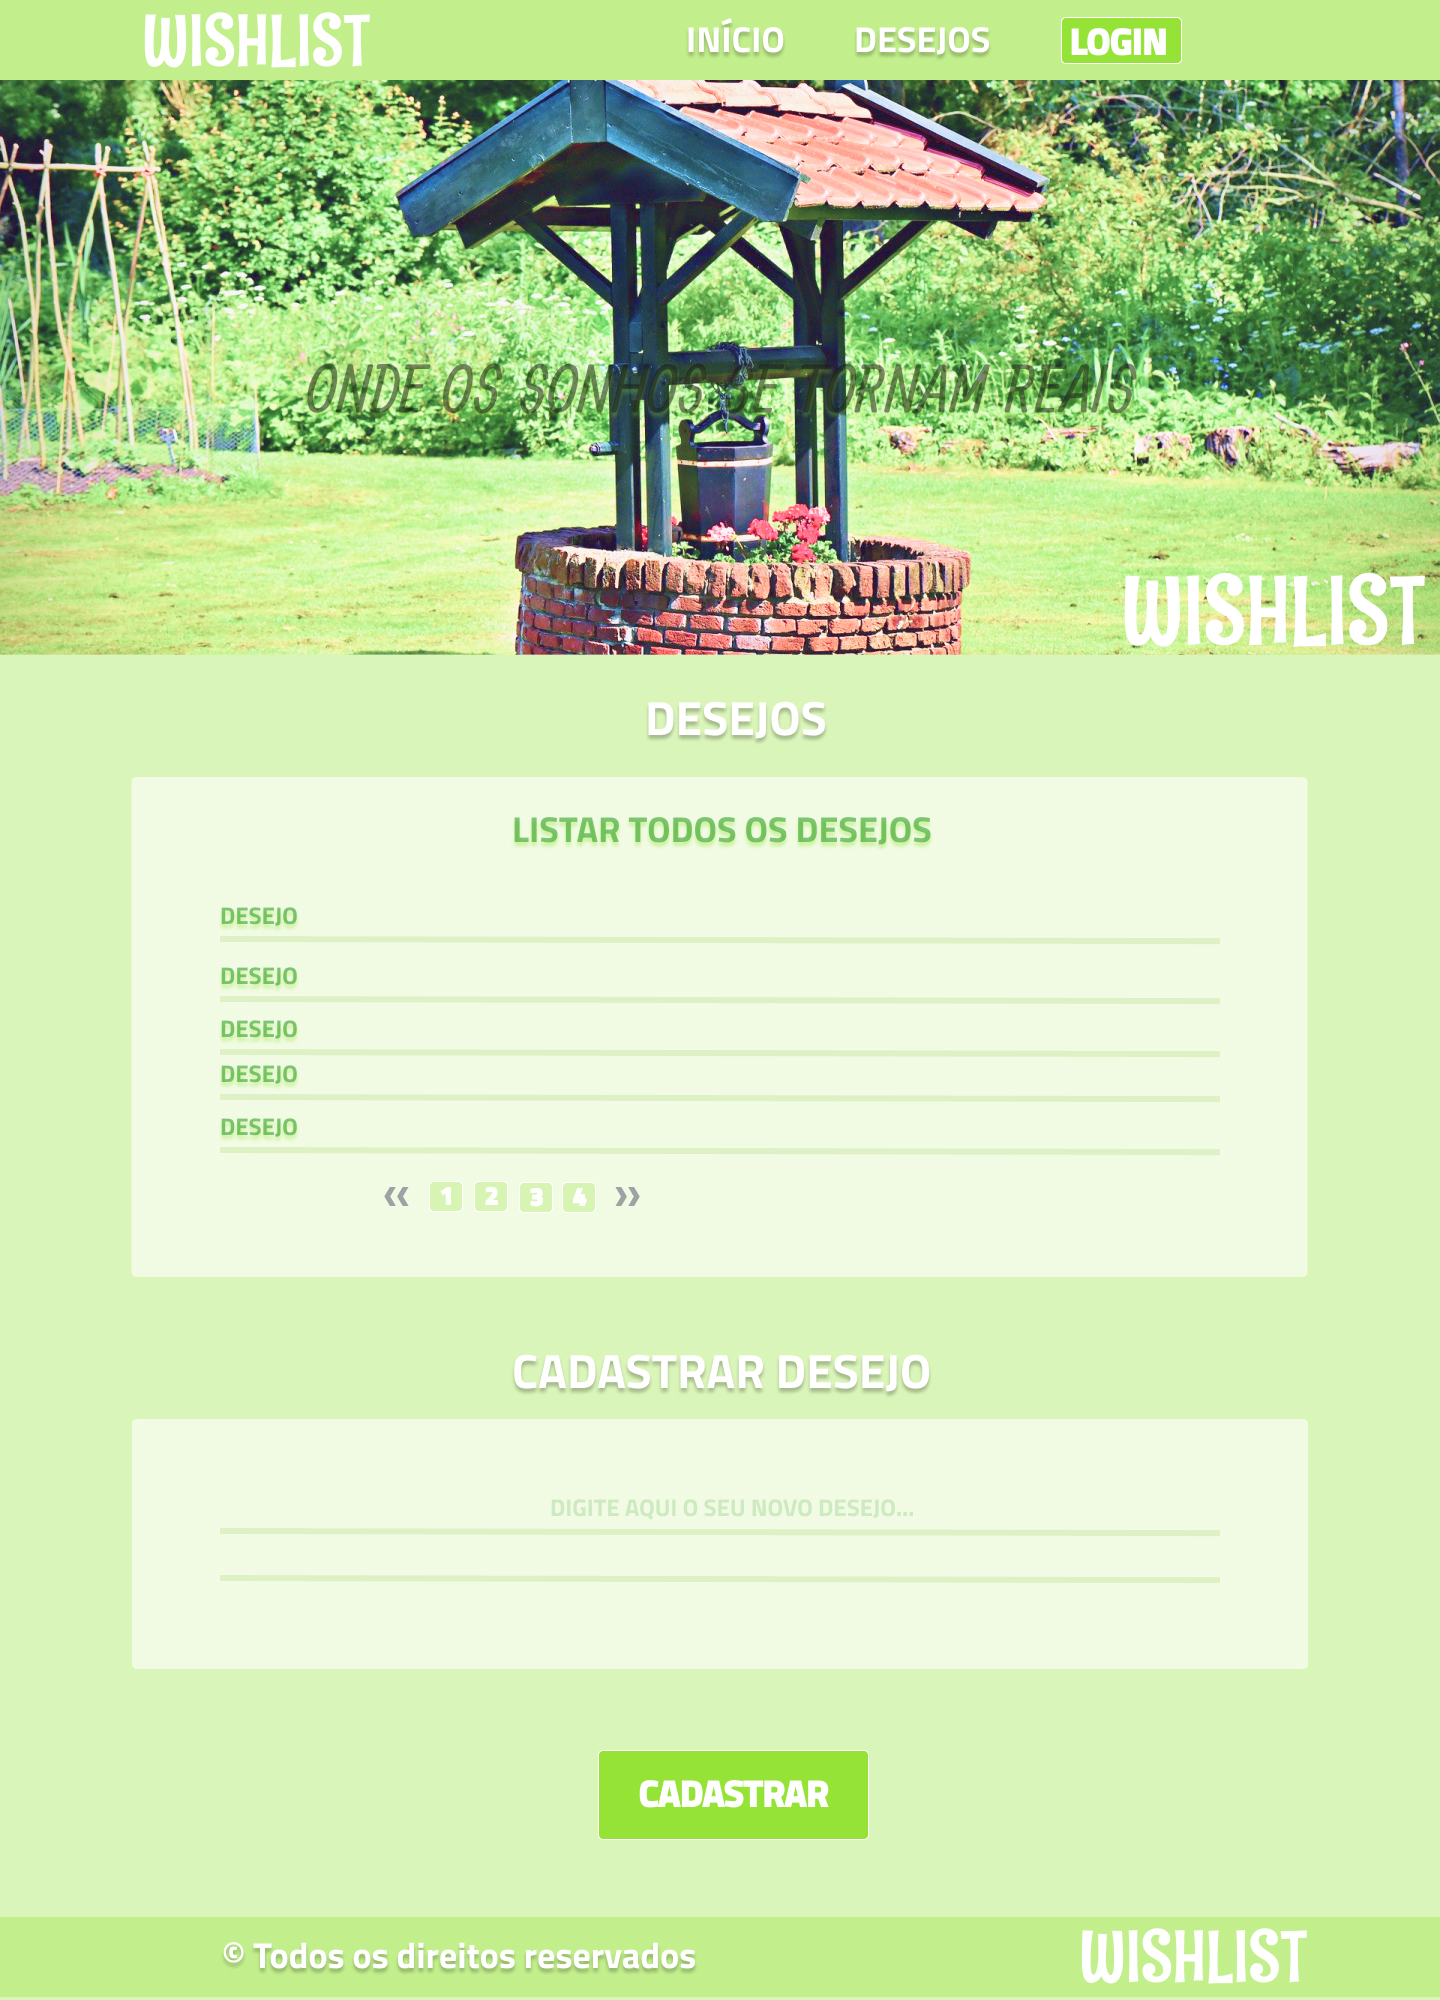 WISHLIST
INÍCIO DESEJOS LOGIN
ONDE OS SONHOS SE TORNAM REAIS
WISHLIST
DESEJOS
LISTAR TODOS OS DESEJOS
DESEJO
DESEJO
DESEJO
DESEJO
DESEJO
« 1 2 3 4 »
CADASTRAR DESEJO
DIGITE AQUI O SEU NOVO DESEJO...
CADASTRAR
© Todos os direitos reservados
WISHLIST